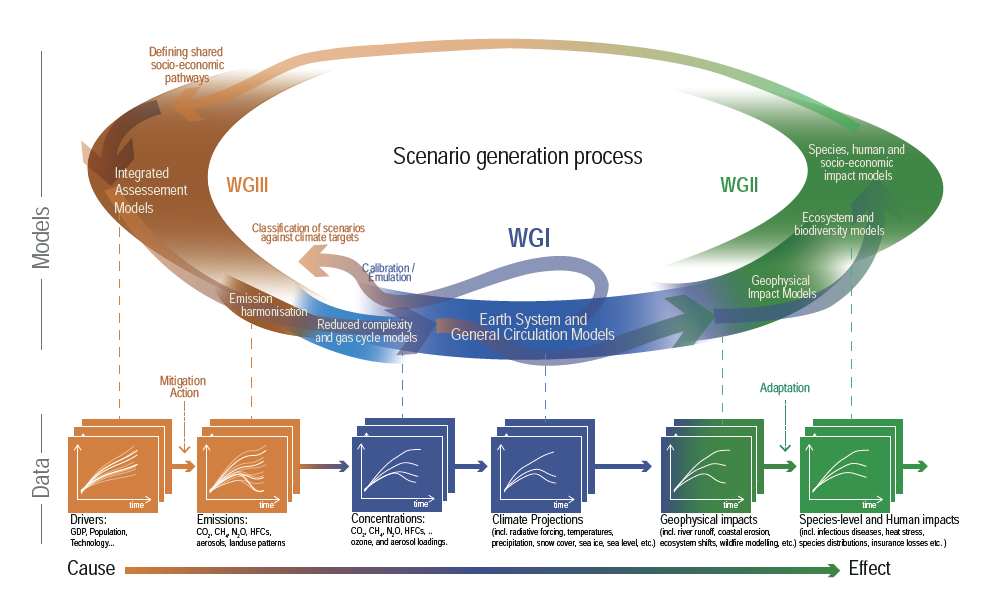 Defining shared
socio-economic
pathways
Scenario generation process
Species, human and
socio-economic
impact models
Integrated
Assessement
Models
WGIII
WGII
Ecosystem and
biodiversity models
Classification of scenarios
against climate targets
WGI
Calibration /
Emulation
Geophysical
Impact Models
Emission
harmonisation
Reduced complexity
and gas cycle models
Earth System and
General Circulation Models
Models
Mitigation
Action
Adaptation
Data
time
time
time
time
time
time
Drivers:
GDP, Population,
Technology...
Emissions:
CO2, CH4, N2O, HFCs,
aerosols, landuse patterns
Concentrations:
CO2, CH4, N2O, HFCs, ..
ozone, and aerosol loadings.
Climate Projections
(incl. radiative forcing, temperatures,
precipitation, snow cover, sea ice, sea level, etc.)
Geophysical impacts
(incl. river runoff, coastal erosion,
ecosystem shifts, wildfire modelling, etc.)
Species-level and Human impacts
(incl. infectious diseases, heat stress,
species distributions, insurance losses etc. )
Cause
Effect